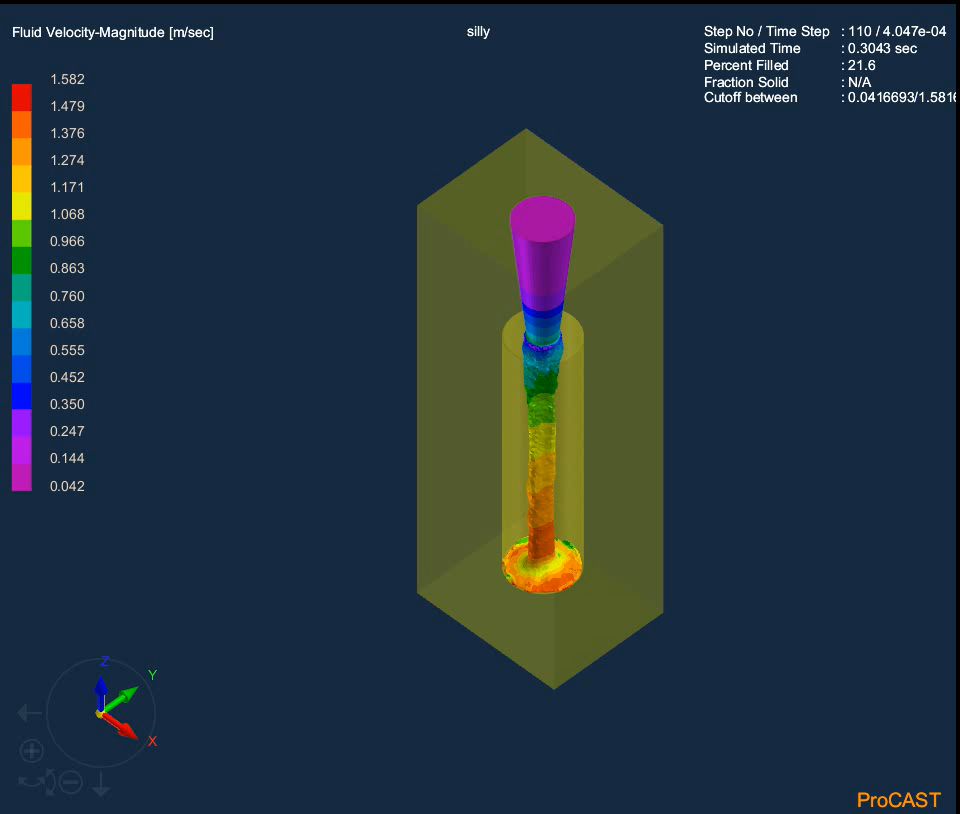 Fluid Velocity-Magnitude [m/sec]
silly
Step No / Time Step : 110 / 4.047e-04
Simulated Time : 0.3043 sec
Percent Filled : 21.6
Fraction Solid : N/A
Cutoff between : 0.0416693/1.5816
1.582
1.479
1.376
1.274
1.171
1.068
0.966
0.863
0.760
0.658
0.555
0.452
0.350
0.247
0.144
0.042
Z
Y
X
ProCAST